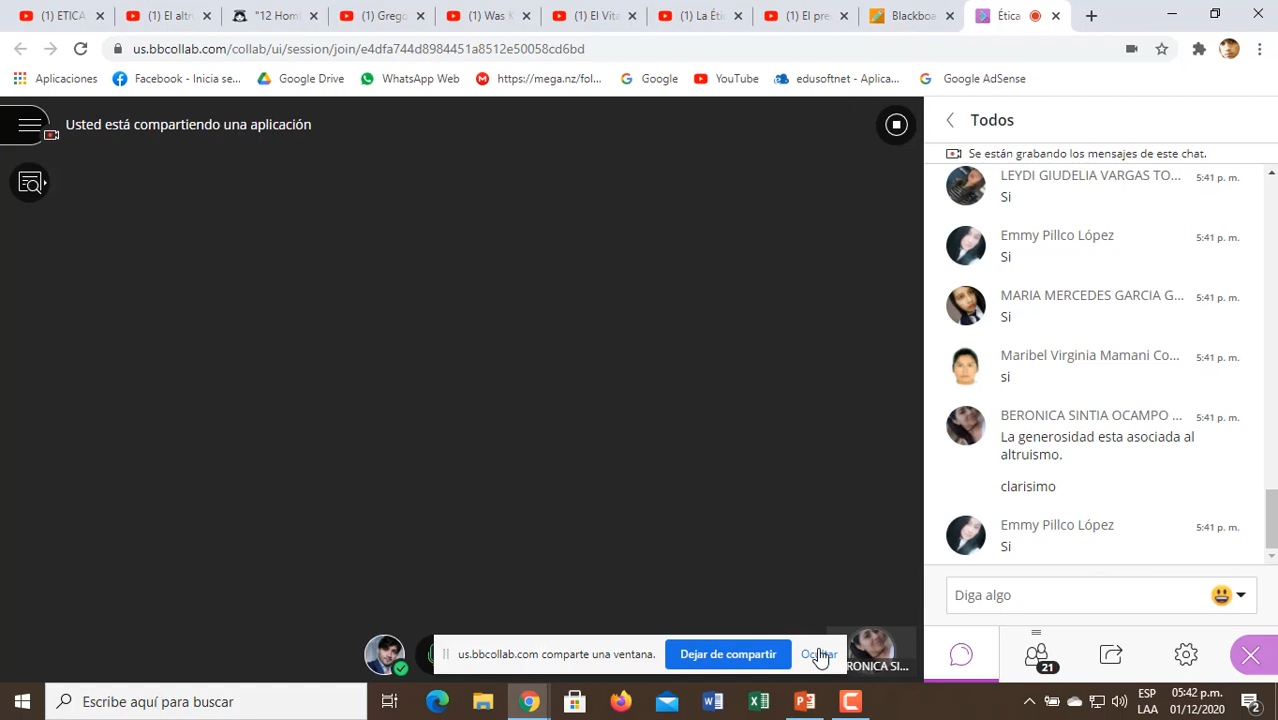 (1) ETICA
(1) El altr
"12 Hom
(1) Grego
(1) Was K
(1) El Vita
(1) La Éti
(1) El pre
Blackboa
Ética
us.bbcollab.com/collab/ui/session/join/e4dfa744d8984451a8512e50058cd6bd
Aplicaciones
Facebook - Inicia se...
Google Drive
WhatsApp Web
https://mega.nz/fol...
Google
YouTube
edusoftnet - Aplica...
Google AdSense
Usted está compartiendo una aplicación
Todos
Se están grabando los mensajes de este chat.
LEYDI GIUDELIA VARGAS TO... 5:41 p. m.
Si
Emmy Pillco López 5:41 p. m.
Si
MARIA MERCEDES GARCIA G... 5:41 p. m.
Si
Maribel Virginia Mamani Co... 5:41 p. m.
si
BERONICA SINTIA OCAMPO ... 5:41 p. m.
La generosidad esta asociada al
altruismo.
clarisimo
Emmy Pillco López 5:41 p. m.
Si
Diga algo
us.bbcollab.com comparte una ventana.
Dejar de compartir
RONICA SI...
21
Escribe aquí para buscar
ESP 05:42 p.m.
LAA 01/12/2020
2